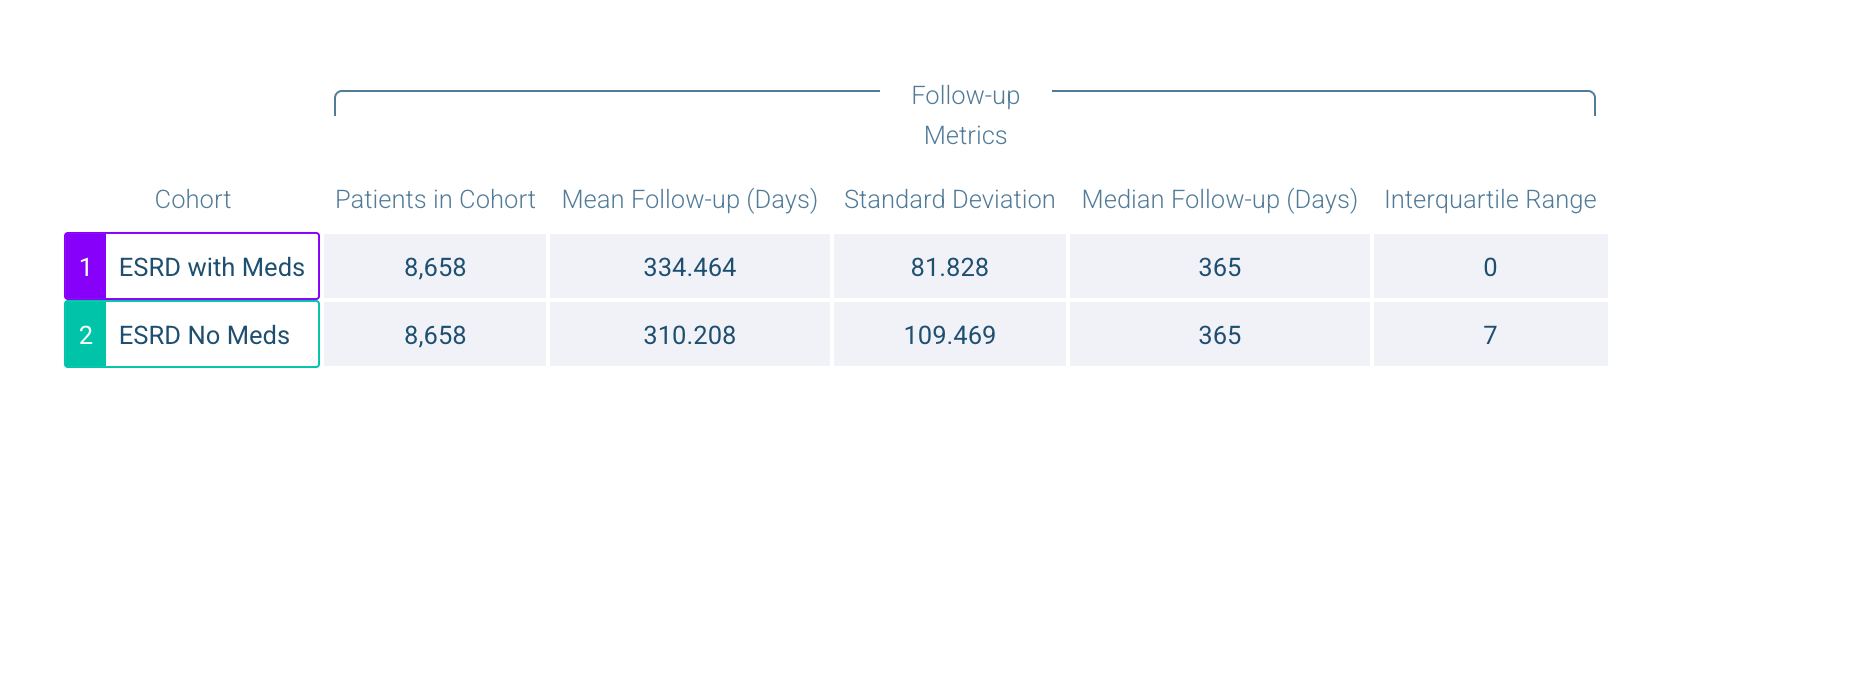 Follow-up
Metrics
Cohort Patients in Cohort Mean Follow-up (Days) Standard Deviation Median Follow-up (Days) Interquartile Range
1 ESRD with Meds 8,658 334.464 81.828 365 0
2 ESRD No Meds 8,658 310.208 109.469 365 7